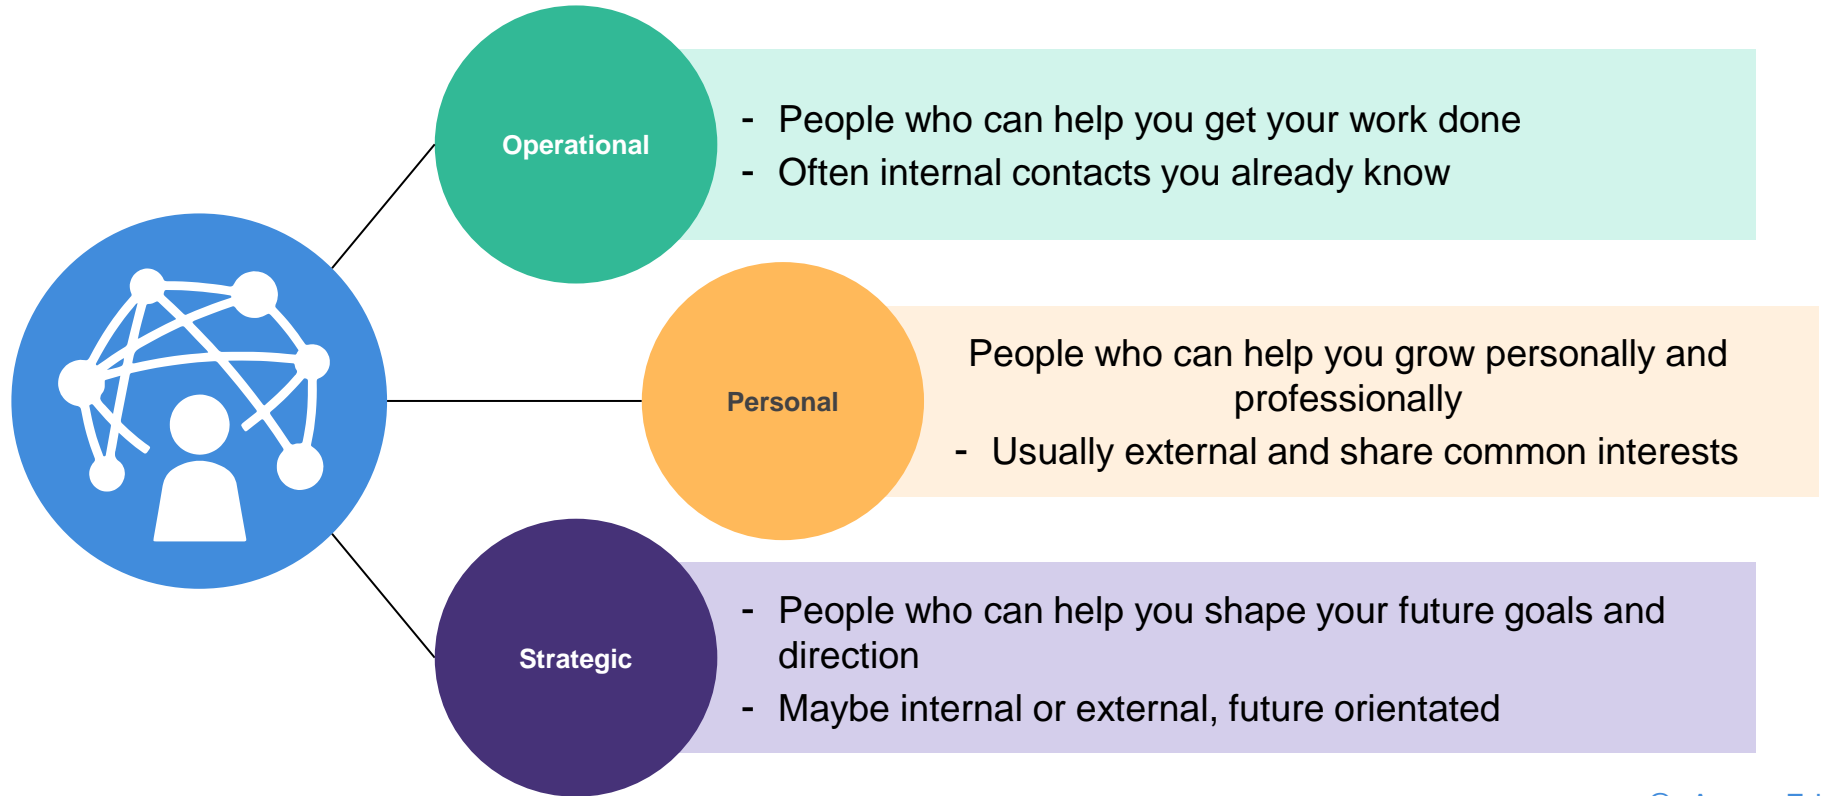 Operational
- People who can help you get your work done
- Often internal contacts you already know
Personal
People who can help you grow personally and
professionally
- Usually external and share common interests
Strategic
- People who can help you shape your future goals and
direction
- Maybe internal or external, future orientated